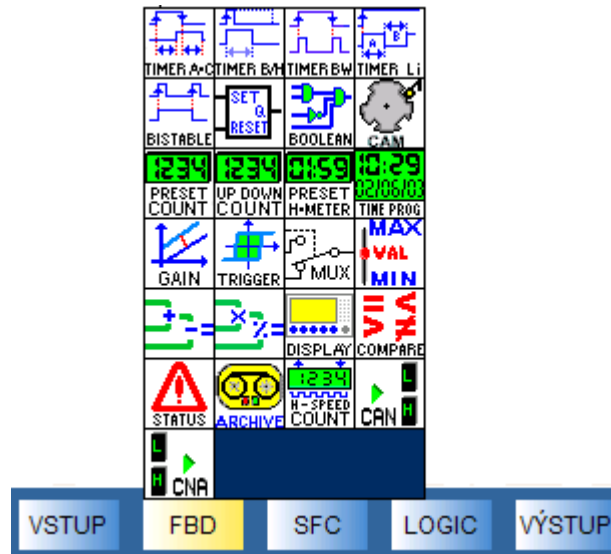 TIMER A-C TIMER B/H TIMER BW TIMER Li
A B
BISTABLE SET Q RESET BOOLEAN CAM
1234 1234 01:59 10:29
02/06/03
PRESET UP DOWN PRESET
COUNT COUNT H-METER TIME PROG
MAX
VAL
GAIN TRIGGER MUX MIN
DISPLAY COMPARE
1234
H-SPEED
STATUS ARCHIVE COUNT CAN L H
L H CNA
VSTUP FBD SFC LOGIC VÝSTUP